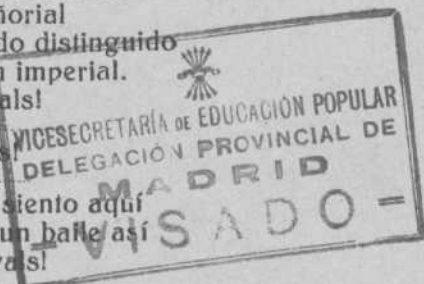 ñorial
do distinguido
n imperial.
als!
s!
siento aquí
un baile así
vals!
VICESECRETARÍA DE EDUCACIÓN POPULAR
DELEGACIÓN PROVINCIAL DE
MADRID
- VISADO -